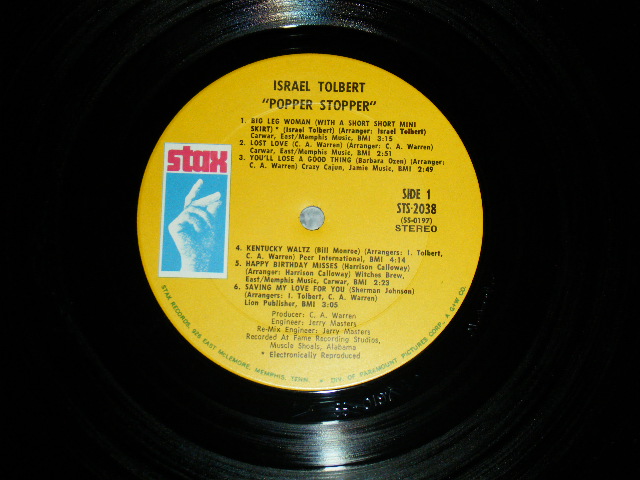 ISRAEL TOLBERT
"POPPER STOPPER"
1. BIG LEG WOMAN (WITH A SHORT SHORT MINI
SKIRT) * (Israel Tolbert) (Arranger: Israel Tolbert)
Carwar, East/Memphis Music, BMI 3:15
2. LOST LOVE (C. A. Warren) (Arranger: C. A. Warren)
Carwar, East/Memphis Music, BMI 2:51
3. YOU'LL LOSE A GOOD THING (Barbara Ozen) (Arranger:
C. A. Warren) Crazy Cajun, Jamie Music, BMI 2:49
stax
SIDE 1
STS-2038
(SS-0197)
STEREO
4. KENTUCKY WALTZ (Bill Monroe) (Arrangers: I. Tolbert,
C. A. Warren) Peer International, BMI 4:14
5. HAPPY BIRTHDAY MISSES (Harrison Calloway)
(Arranger: Harrison Calloway) Witches Brew,
East/Memphis Music, Carwar, BMI 2:23
6. SAVING MY LOVE FOR YOU (Sherman Johnson)
(Arrangers: I. Tolbert, C. A. Warren)
Lion Publisher, BMI 3:05
Producer: C. A. Warren
Engineer: Jerry Masters
Re-Mix Engineer: Jerry Masters
Recorded At Fame Recording Studios,
Muscle Shoals, Alabama
* Electronically Reproduced
STAX RECORDS, 926 EAST McLEMORE, MEMPHIS, TENN. DIV. OF PARAMOUNT PICTURES CORP. A G+W CO.